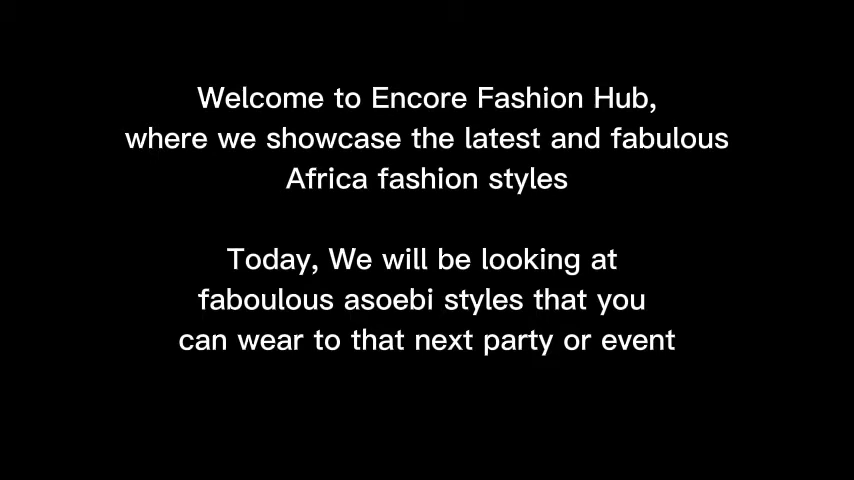 Welcome to Encore Fashion Hub,
where we showcase the latest and fabulous
Africa fashion styles
Today, We will be looking at
faboulous asoebi styles that you
can wear to that next party or event